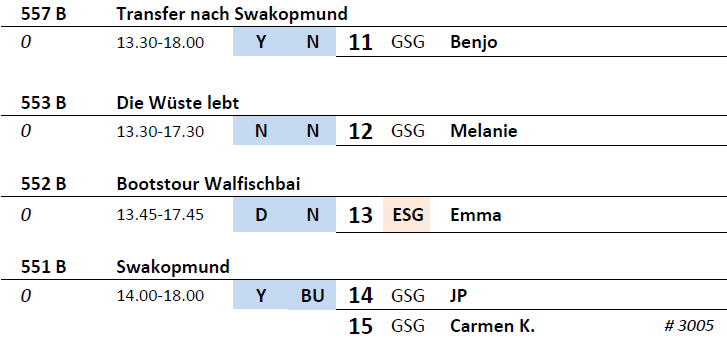 557 B Transfer nach Swakopmund
0 13.30-18.00 Y N 11 GSG Benjo
553 B Die Wüste lebt
0 13.30-17.30 N N 12 GSG Melanie
552 B Bootstour Walfischbai
0 13.45-17.45 D N 13 ESG Emma
551 B Swakopmund
0 14.00-18.00 Y BU 14 GSG JP
15 GSG Carmen K. # 3005